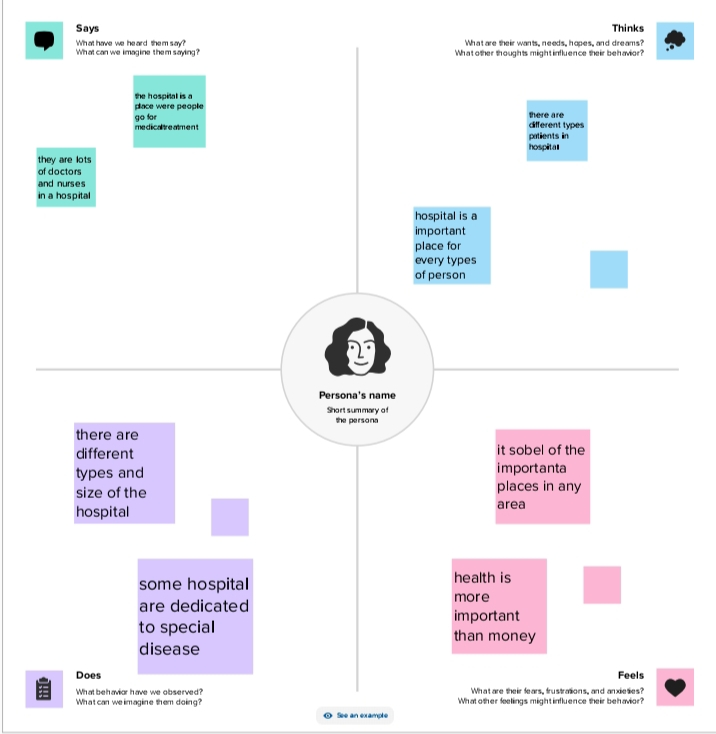 Says
What have we heard them say?
What can we imagine them saying?
the hospital is a
place were people
go for
medicaltreatment
they are lots
of doctors
and nurses
in a hospital
Thinks
What are their wants, needs, hopes, and dreams?
What other thoughts might influence their behavior?
there are
different types
patients in
hospital
hospital is a
important
place for
every types
of person
Persona's name
Short summary of
the persona
there are
different
types and
size of the
hospital
some hospital
are dedicated
to special
disease
Does
What behavior have we observed?
What can we imagine them doing?
it sobel of the
importanta
places in any
area
health is
more
important
than money
Feels
What are their fears, frustrations, and anxieties?
What other feelings might influence their behavior?
See an example